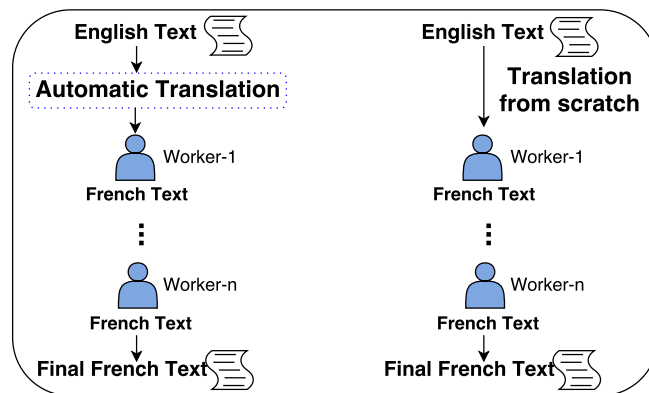 English Text
Automatic Translation
Worker-1
French Text
⋮
Worker-n
French Text
Final French Text
English Text
Translation
from scratch
Worker-1
French Text
⋮
Worker-n
French Text
Final French Text